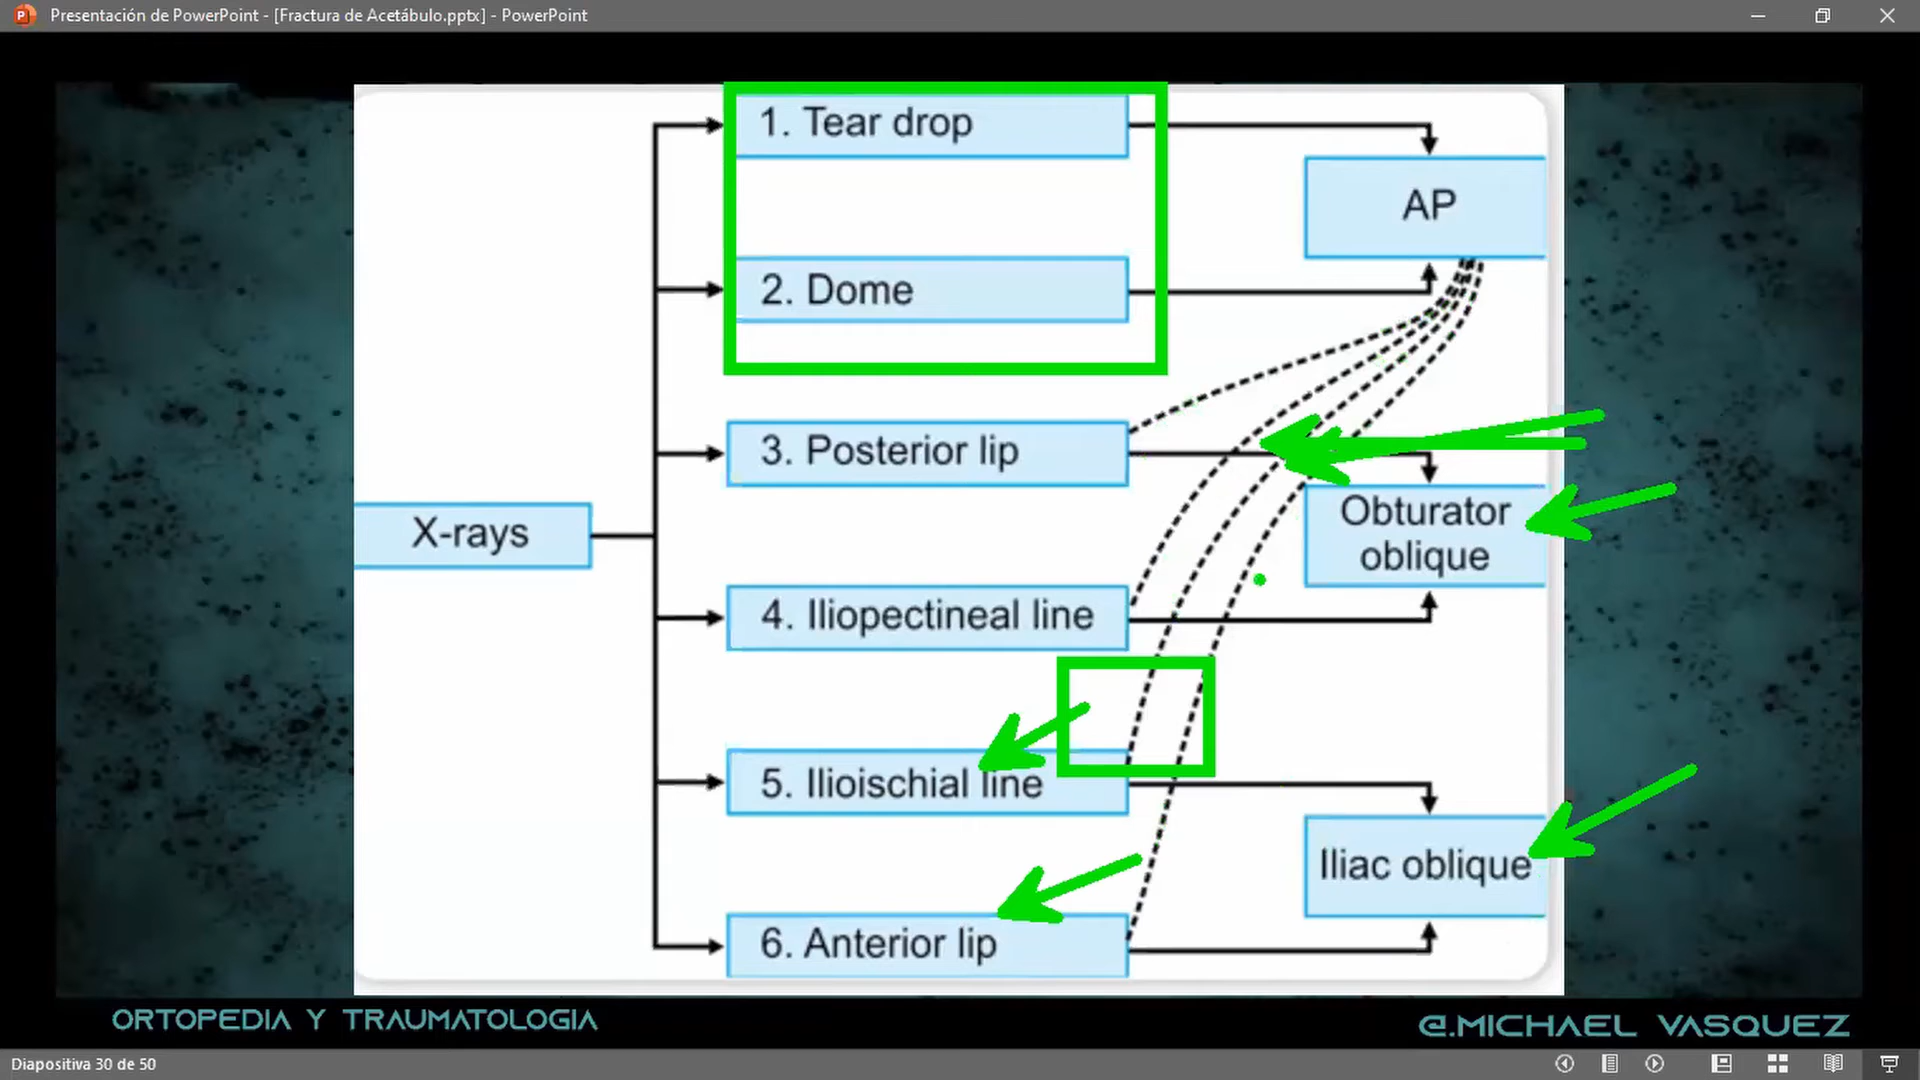 Presentación de PowerPoint - [Fractura de Acetábulo.pptx] - PowerPoint
1. Tear drop
AP
2. Dome
3. Posterior lip
X-rays
Obturator
oblique
4. Iliopectineal line
5. Ilioischial line
Iliac oblique
6. Anterior lip
ORTOPEDIA Y TRAUMATOLOGIA
@.MICHAEL VASQUEZ
Diapositiva 30 de 50